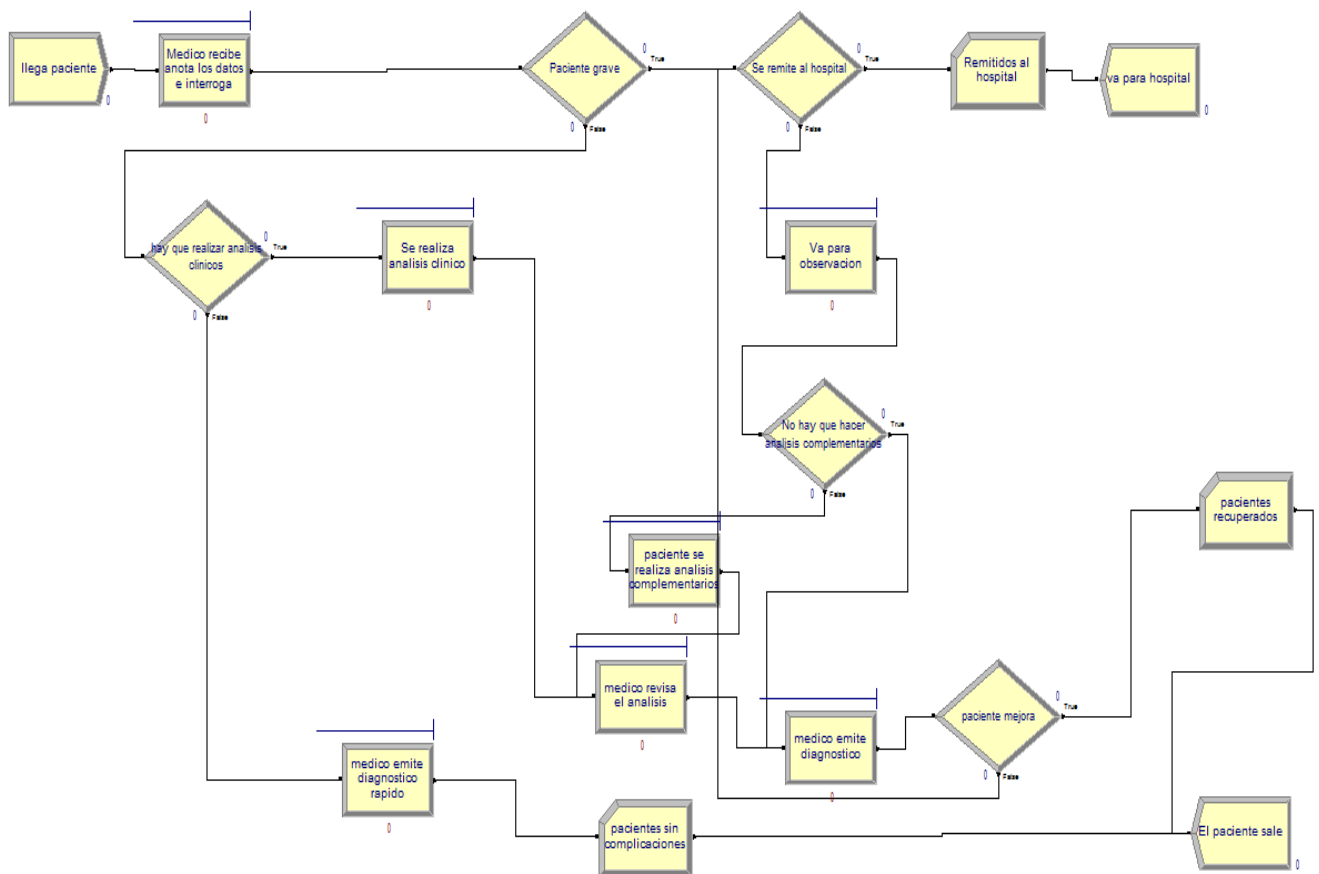 llega paciente
0
Medico recibe
anota los datos
e interroga
0
Paciente grave
0
True
0
False
Se remite al hospital
0
True
0
False
Remitidos al
hospital
va para hospital
0
hay que realizar analisis
clinicos
0
True
0
False
Se realiza
analisis clinico
0
Va para
observacion
0
No hay que hacer
analisis complementarios
0
True
0
False
paciente se
realiza analisis
complementarios
0
medico revisa
el analisis
0
medico emite
diagnostico
0
paciente mejora
0
True
0
False
pacientes
recuperados
medico emite
diagnostico
rapido
0
pacientes sin
complicaciones
El paciente sale
0